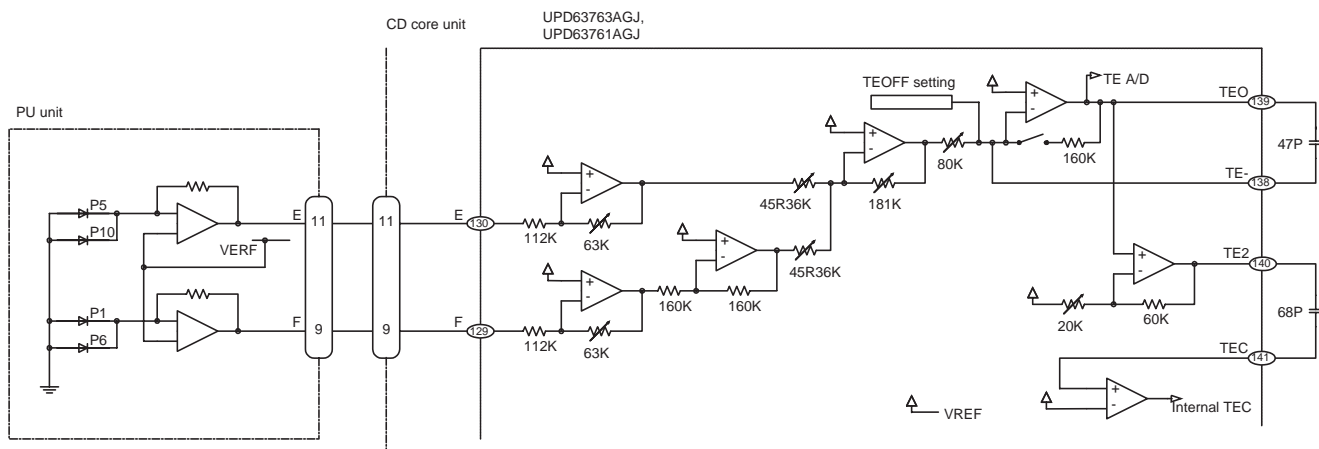 CD core unit
UPD63763AGJ,
UPD63761AGJ
PU unit
TEOFF setting
TE A/D
TEO
139
47P
TE-
138
P5
P10
VERF
E
11
11
E
130
112K
63K
45R36K
45R36K
181K
80K
160K
P1
P6
F
9
9
F
129
112K
63K
160K
160K
TE2
140
20K
60K
68P
TEC
141
Internal TEC
VREF
+
-
+
-
+
-
+
-
+
-
+
-
+
-